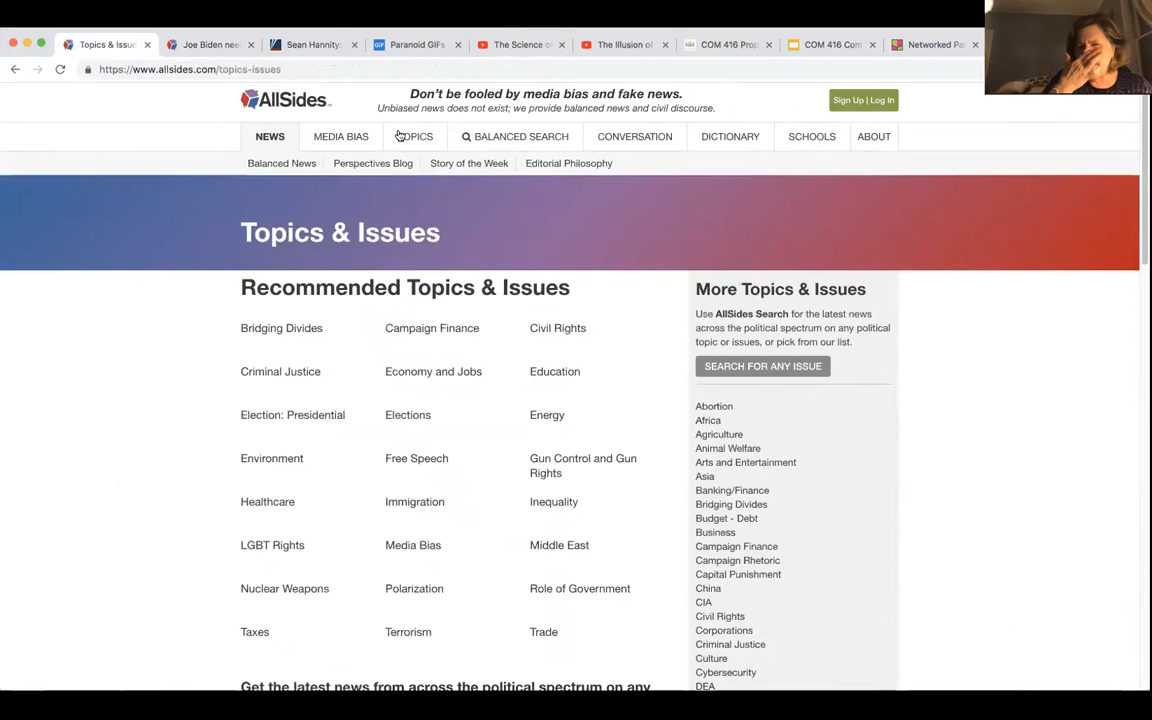 Topics & Issu
Joe Biden nee
Sean Hannity:
Paranoid GIFs
The Science o
The Illusion of
COM 416 Prop
COM 416 Com
Networked Pa
https://www.allsides.com/topics-issues
AllSides
Don't be fooled by media bias and fake news.
Unbiased news does not exist; we provide balanced news and civil discourse.
Sign Up | Log In
NEWS
MEDIA BIAS
TOPICS
BALANCED SEARCH
CONVERSATION
DICTIONARY
SCHOOLS
ABOUT
Balanced News
Perspectives Blog
Story of the Week
Editorial Philosophy
Topics & Issues
Recommended Topics & Issues
Bridging Divides
Campaign Finance
Civil Rights
Criminal Justice
Economy and Jobs
Education
Election: Presidential
Elections
Energy
Environment
Free Speech
Gun Control and Gun
Rights
Healthcare
Immigration
Inequality
LGBT Rights
Media Bias
Middle East
Nuclear Weapons
Polarization
Role of Government
Taxes
Terrorism
Trade
Get the latest news from across the political spectrum on any
More Topics & Issues
Use AllSides Search for the latest news
across the political spectrum on any political
topic or issues, or pick from our list.
SEARCH FOR ANY ISSUE
Abortion
Africa
Agriculture
Animal Welfare
Arts and Entertainment
Asia
Banking/Finance
Bridging Divides
Budget - Debt
Business
Campaign Finance
Campaign Rhetoric
Capital Punishment
China
CIA
Civil Rights
Corporations
Criminal Justice
Culture
Cybersecurity
DEA